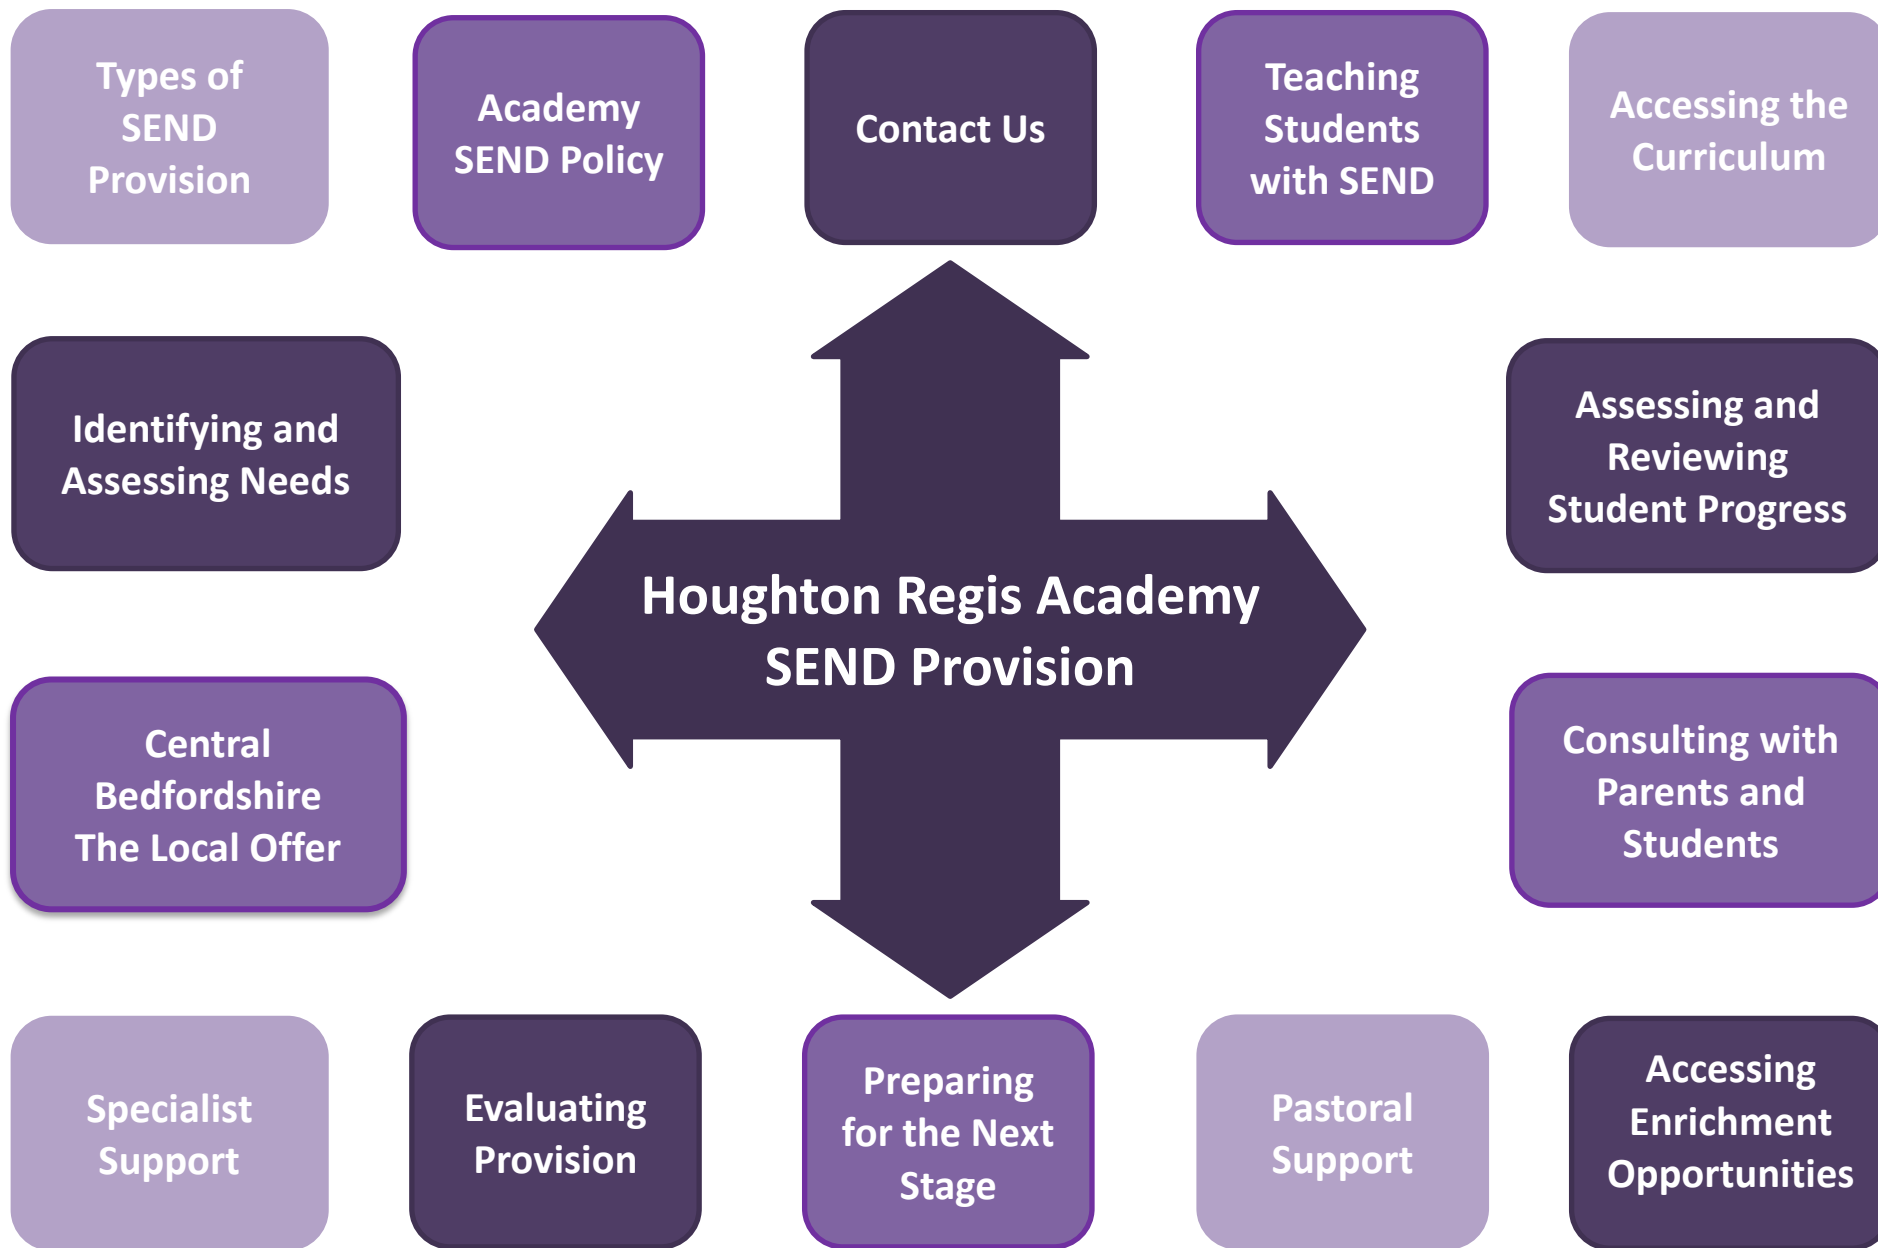 Types of
SEND
Provision
Academy
SEND Policy
Contact Us
Teaching
Students
with SEND
Accessing the
Curriculum
Identifying and
Assessing Needs
Assessing and
Reviewing
Student Progress
Houghton Regis Academy
SEND Provision
Central
Bedfordshire
The Local Offer
Consulting with
Parents and
Students
Specialist
Support
Evaluating
Provision
Preparing
for the Next
Stage
Pastoral
Support
Accessing
Enrichment
Opportunities